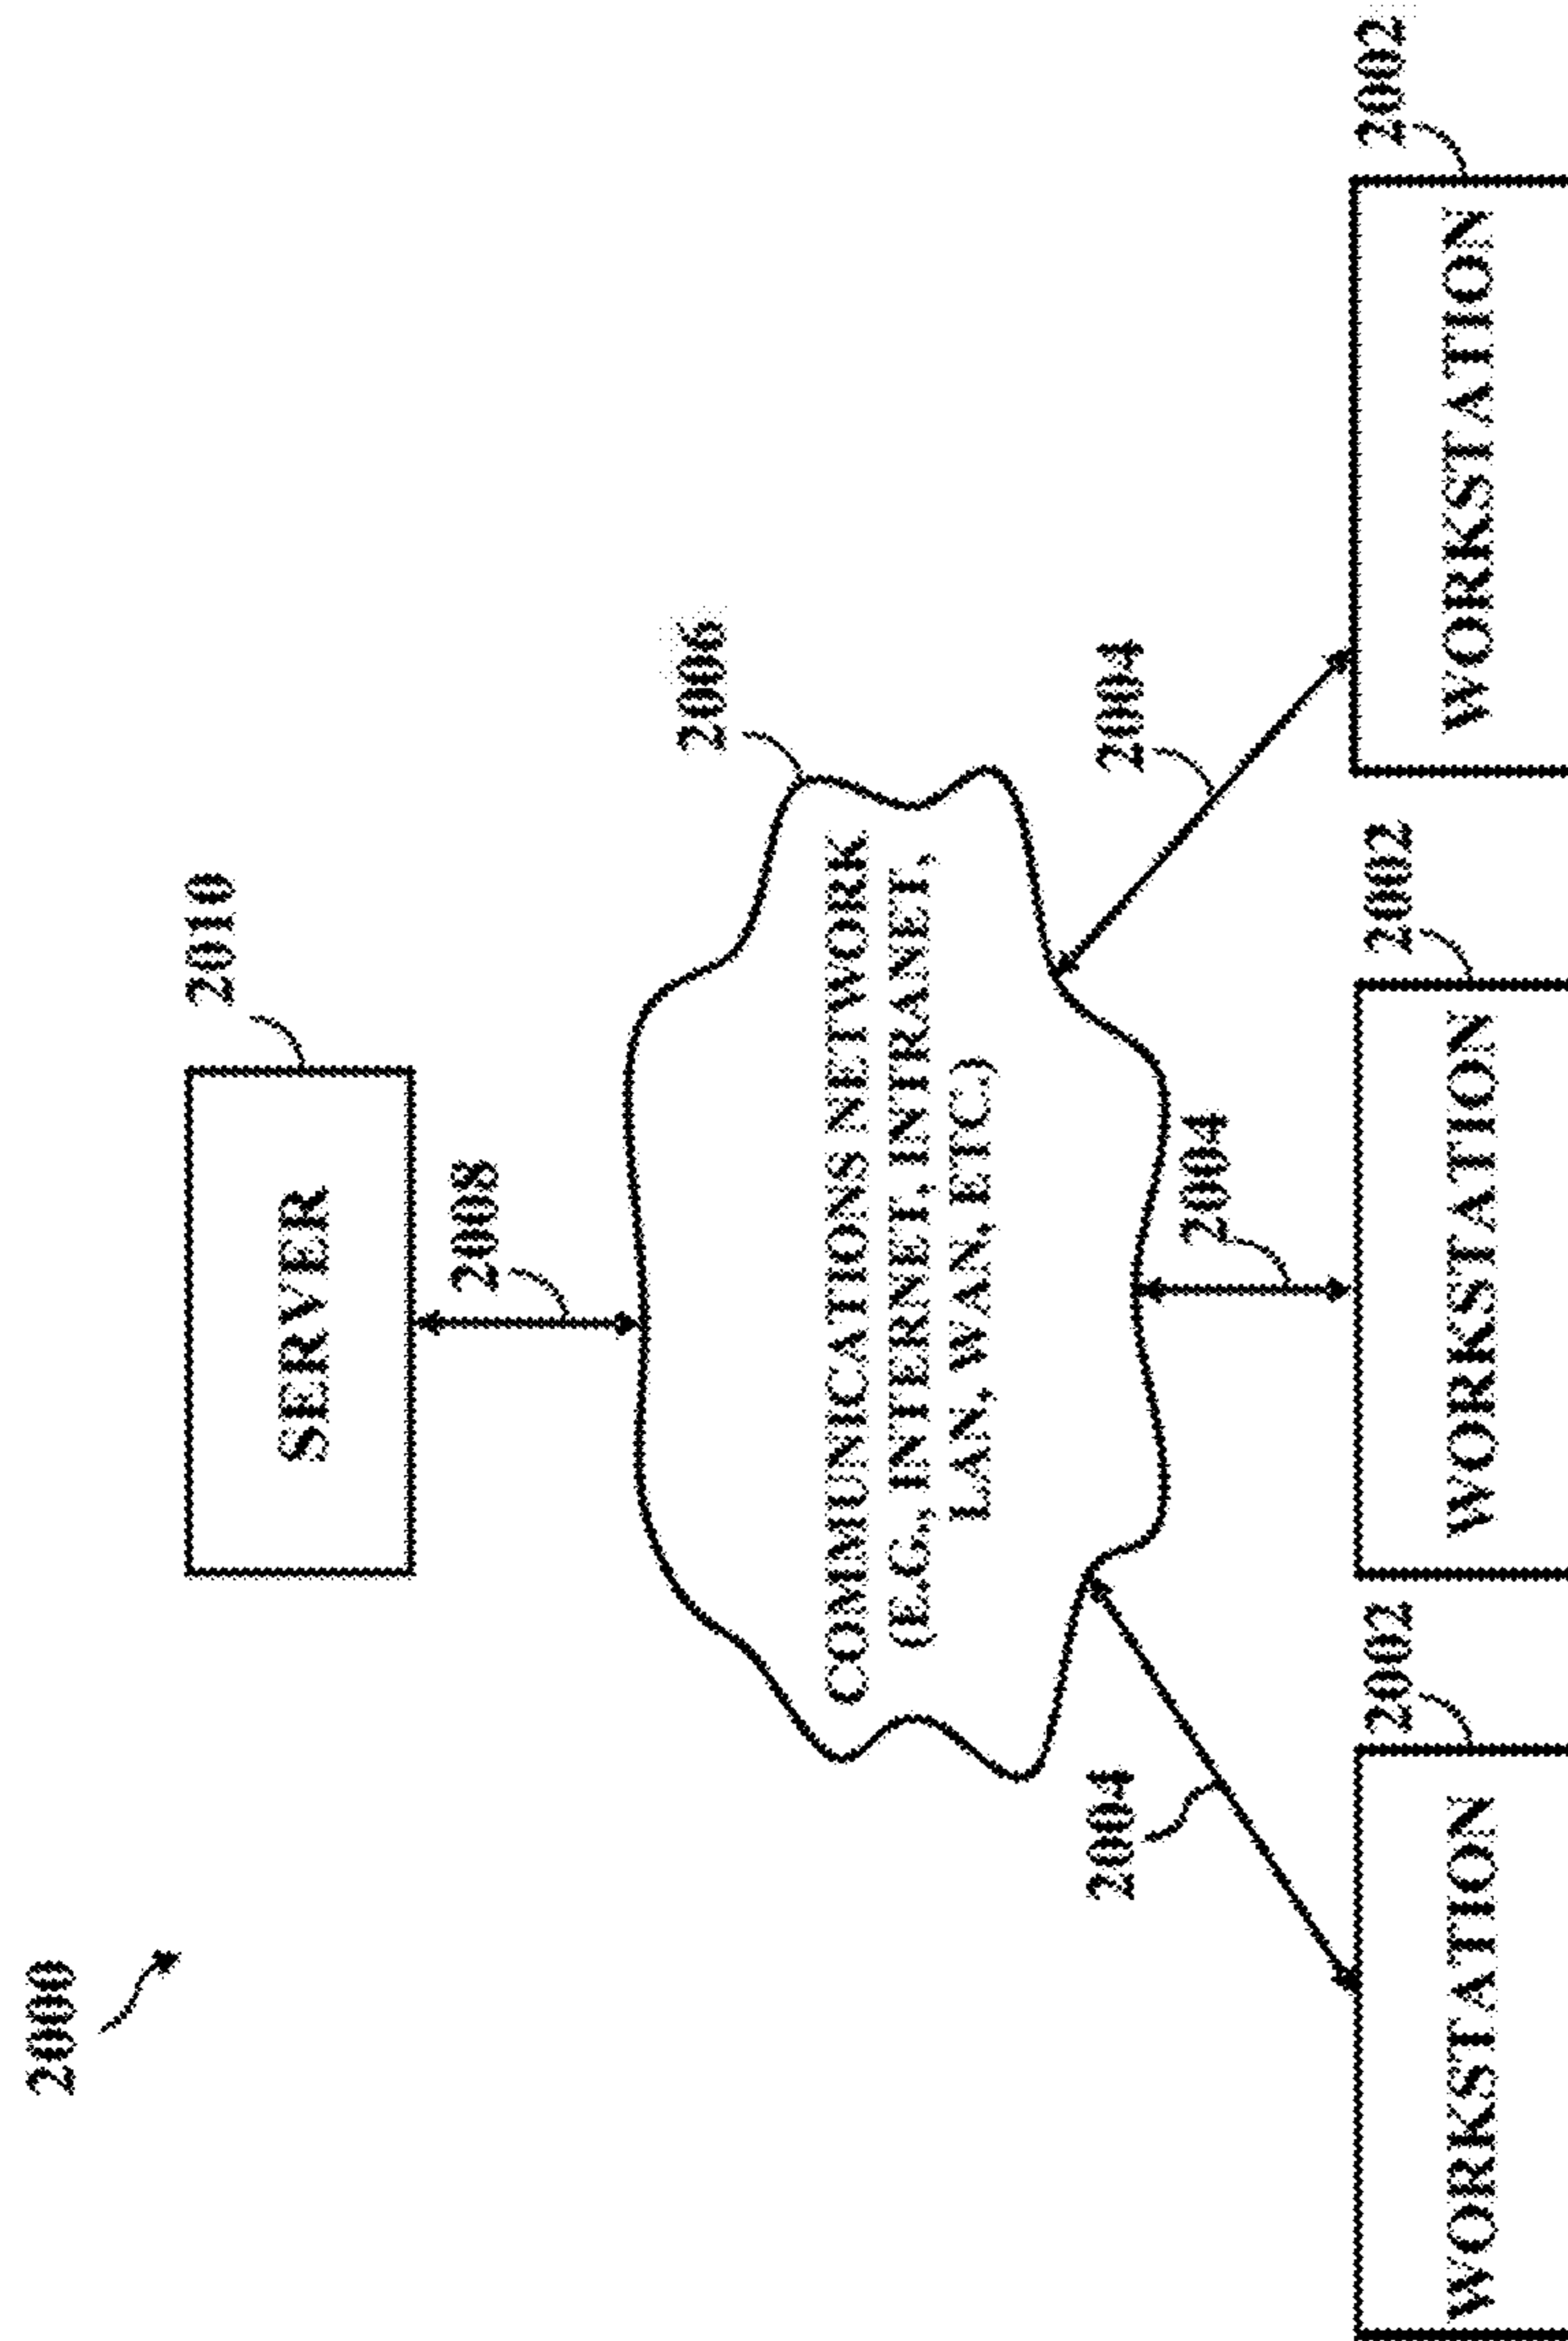 2000
2010
SERVER
2008
2006
COMMUNICATIONS NETWORK
(E.G., INTERNET, INTRANET,
LAN, WAN, ETC.)
2004
2004
2004
2002
2002
2002
WORKSTATION
WORKSTATION
WORKSTATION